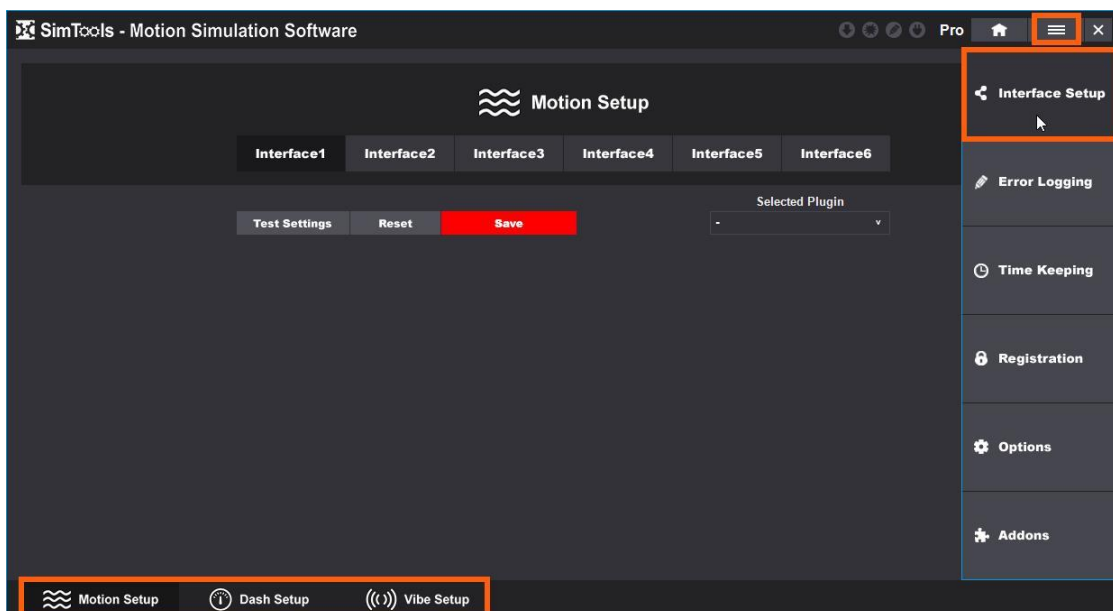 SimTools - Motion Simulation Software
Pro
Motion Setup
Interface1 Interface2 Interface3 Interface4 Interface5 Interface6
Selected Plugin
Test Settings Reset Save
-
Interface Setup
Error Logging
Time Keeping
Registration
Options
Addons
Motion Setup Dash Setup Vibe Setup